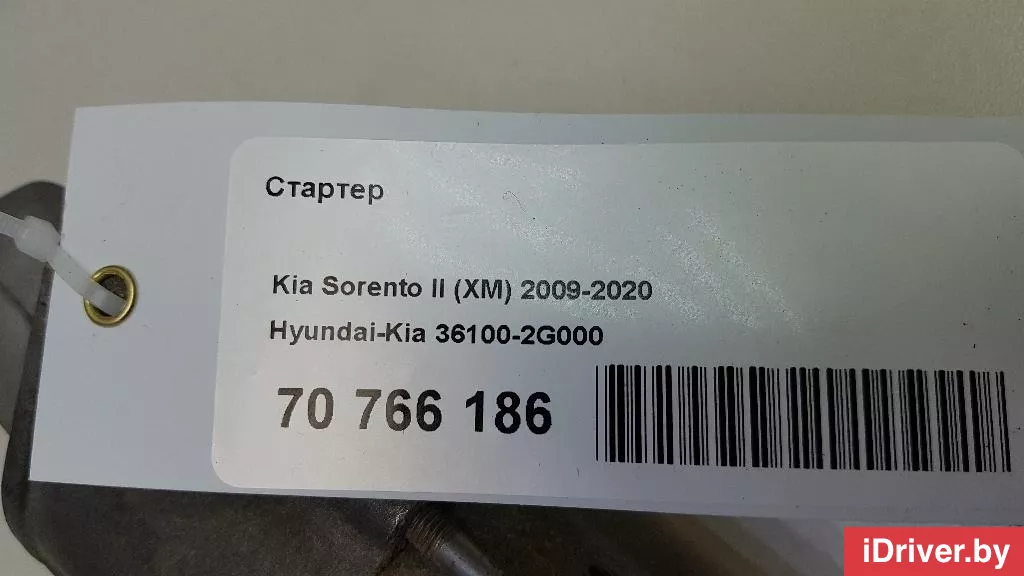 Стартер
Kia Sorento II (XM) 2009-2020
Hyundai-Kia 36100-2G000
70 766 186
iDriver.by